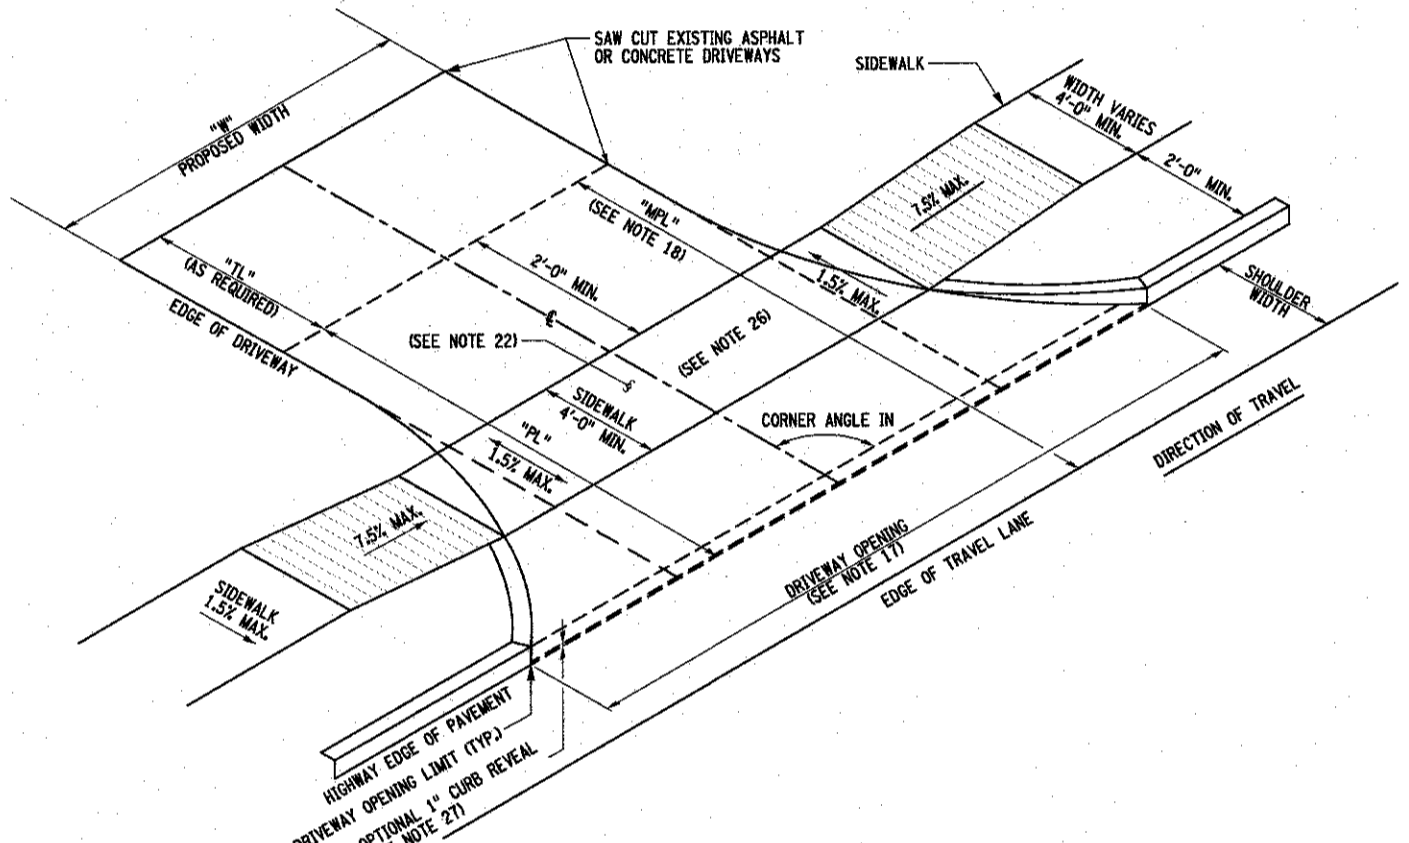 SAW CUT EXISTING ASPHALT
OR CONCRETE DRIVEWAYS
SIDEWALK
WIDTH VARIES
4'-0" MIN.
2'-0" MIN.
"W"
PROPOSED WIDTH
7.5% MAX.
"MPL"
(SEE NOTE 18)
"TL"
(AS REQUIRED)
2'-0" MIN.
1.5% MAX.
SHOULDER
WIDTH
EDGE OF DRIVEWAY
℄
(SEE NOTE 22)
(SEE NOTE 26)
SIDEWALK
4'-0" MIN.
"PL"
1.5% MAX.
CORNER ANGLE IN
DIRECTION OF TRAVEL
7.5% MAX.
DRIVEWAY OPENING
(SEE NOTE 17)
EDGE OF TRAVEL LANE
SIDEWALK
1.5% MAX.
HIGHWAY EDGE OF PAVEMENT
DRIVEWAY OPENING LIMIT (TYP.)
OPTIONAL 1" CURB REVEAL
NOTE 27)